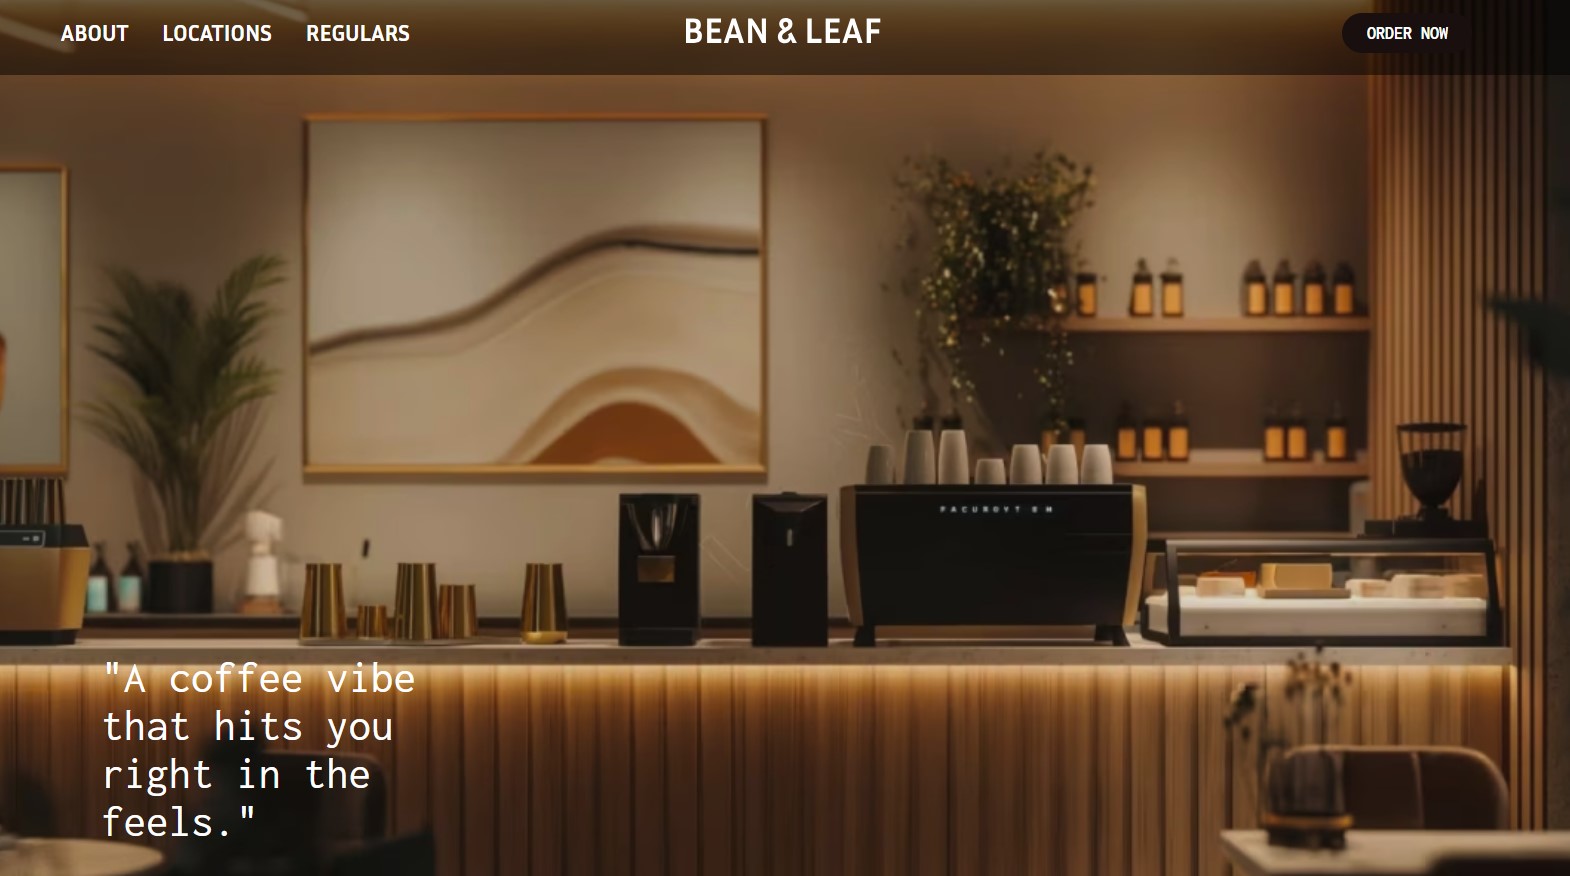 ABOUT LOCATIONS REGULARS BEAN & LEAF ORDER NOW
"A coffee vibe
that hits you
right in the
feels."